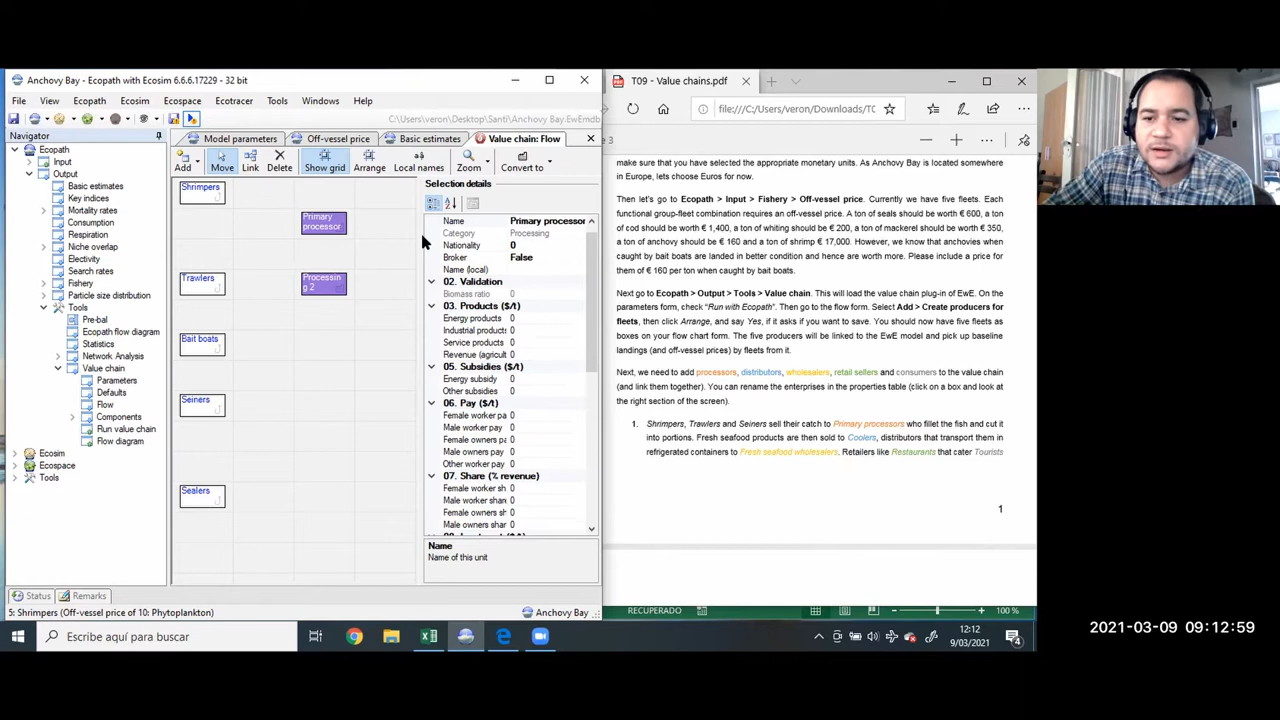 Anchovy Bay - Ecopath with Ecosim 6.6.6.17229 - 32 bit
File View Ecopath Ecosim Ecospace Ecotracer Tools Windows Help
C:\Users\veron\Desktop\Santi\Anchovy Bay.EwEmdb
Navigator
Ecopath
Input
Output
Basic estimates
Key indices
Mortality rates
Consumption
Respiration
Niche overlap
Electivity
Search rates
Fishery
Particle size distribution
Tools
Pre-bal
Ecopath flow diagram
Statistics
Network Analysis
Value chain
Parameters
Defaults
Flow
Components
Run value chain
Flow diagram
Ecosim
Ecospace
Tools
Model parameters Off-vessel price Basic estimates Value chain: Flow
Add Move Link Delete Show grid Arrange Local names Zoom Convert to
Shrimpers
Primary
processor
Trawlers
Processin
g 2
Bait boats
Seiners
Sealers
Selection details
Name Primary processor
Category Processing
Nationality 0
Broker False
Name (local)
02. Validation
Biomass ratio 0
03. Products ($/t)
Energy products 0
Industrial product: 0
Service products 0
Revenue (agricult 0
05. Subsidies ($/t)
Energy subsidy 0
Other subsidies 0
06. Pay ($/t)
Female worker pa 0
Male worker pay 0
Female owners pa 0
Male owners pay 0
Other worker pay 0
07. Share (% revenue)
Female worker sh 0
Male worker share 0
Female owners sh 0
Male owners shar 0
Name
Name of this unit
Status Remarks
5: Shrimpers (Off-vessel price of 10: Phytoplankton)
Anchovy Bay
T09 - Value chains.pdf
file:///C:/Users/veron/Downloads/TC
make sure that you have selected the appropriate monetary units. As Anchovy Bay is located somewhere
in Europe, lets choose Euros for now.
Then let's go to Ecopath > Input > Fishery > Off-vessel price. Currently we have five fleets. Each
functional group-fleet combination requires an off-vessel price. A ton of seals should be worth € 600, a ton
of cod should be worth € 1,400, a ton of whiting should be € 200, a ton of mackerel should be worth € 350,
a ton of anchovy should be € 160 and a ton of shrimp € 17,000. However, we know that anchovies when
caught by bait boats are landed in better condition and hence are worth more. Please include a price for
them of € 160 per ton when caught by bait boats.
Next go to Ecopath > Output > Tools > Value chain. This will load the value chain plug-in of EwE. On the
parameters form, check "Run with Ecopath". Then go to the flow form. Select Add > Create producers for
fleets, then click Arrange, and say Yes, if it asks if you want to save. You should now have five fleets as
boxes on your flow chart form. The five producers will be linked to the EwE model and pick up baseline
landings (and off-vessel prices) by fleets from it.
Next, we need to add processors, distributors, wholesalers, retail sellers and consumers to the value chain
(and link them together). You can rename the enterprises in the properties table (click on a box and look at
the right section of the screen).
1. Shrimpers, Trawlers and Seiners sell their catch to Primary processors who fillet the fish and cut it
into portions. Fresh seafood products are then sold to Coolers, distributors that transport them in
refrigerated containers to Fresh seafood wholesalers. Retailers like Restaurants that cater Tourists
1
RECUPERADO
100 %
Escribe aquí para buscar
12:12
9/03/2021
4
2021-03-09 09:12:59